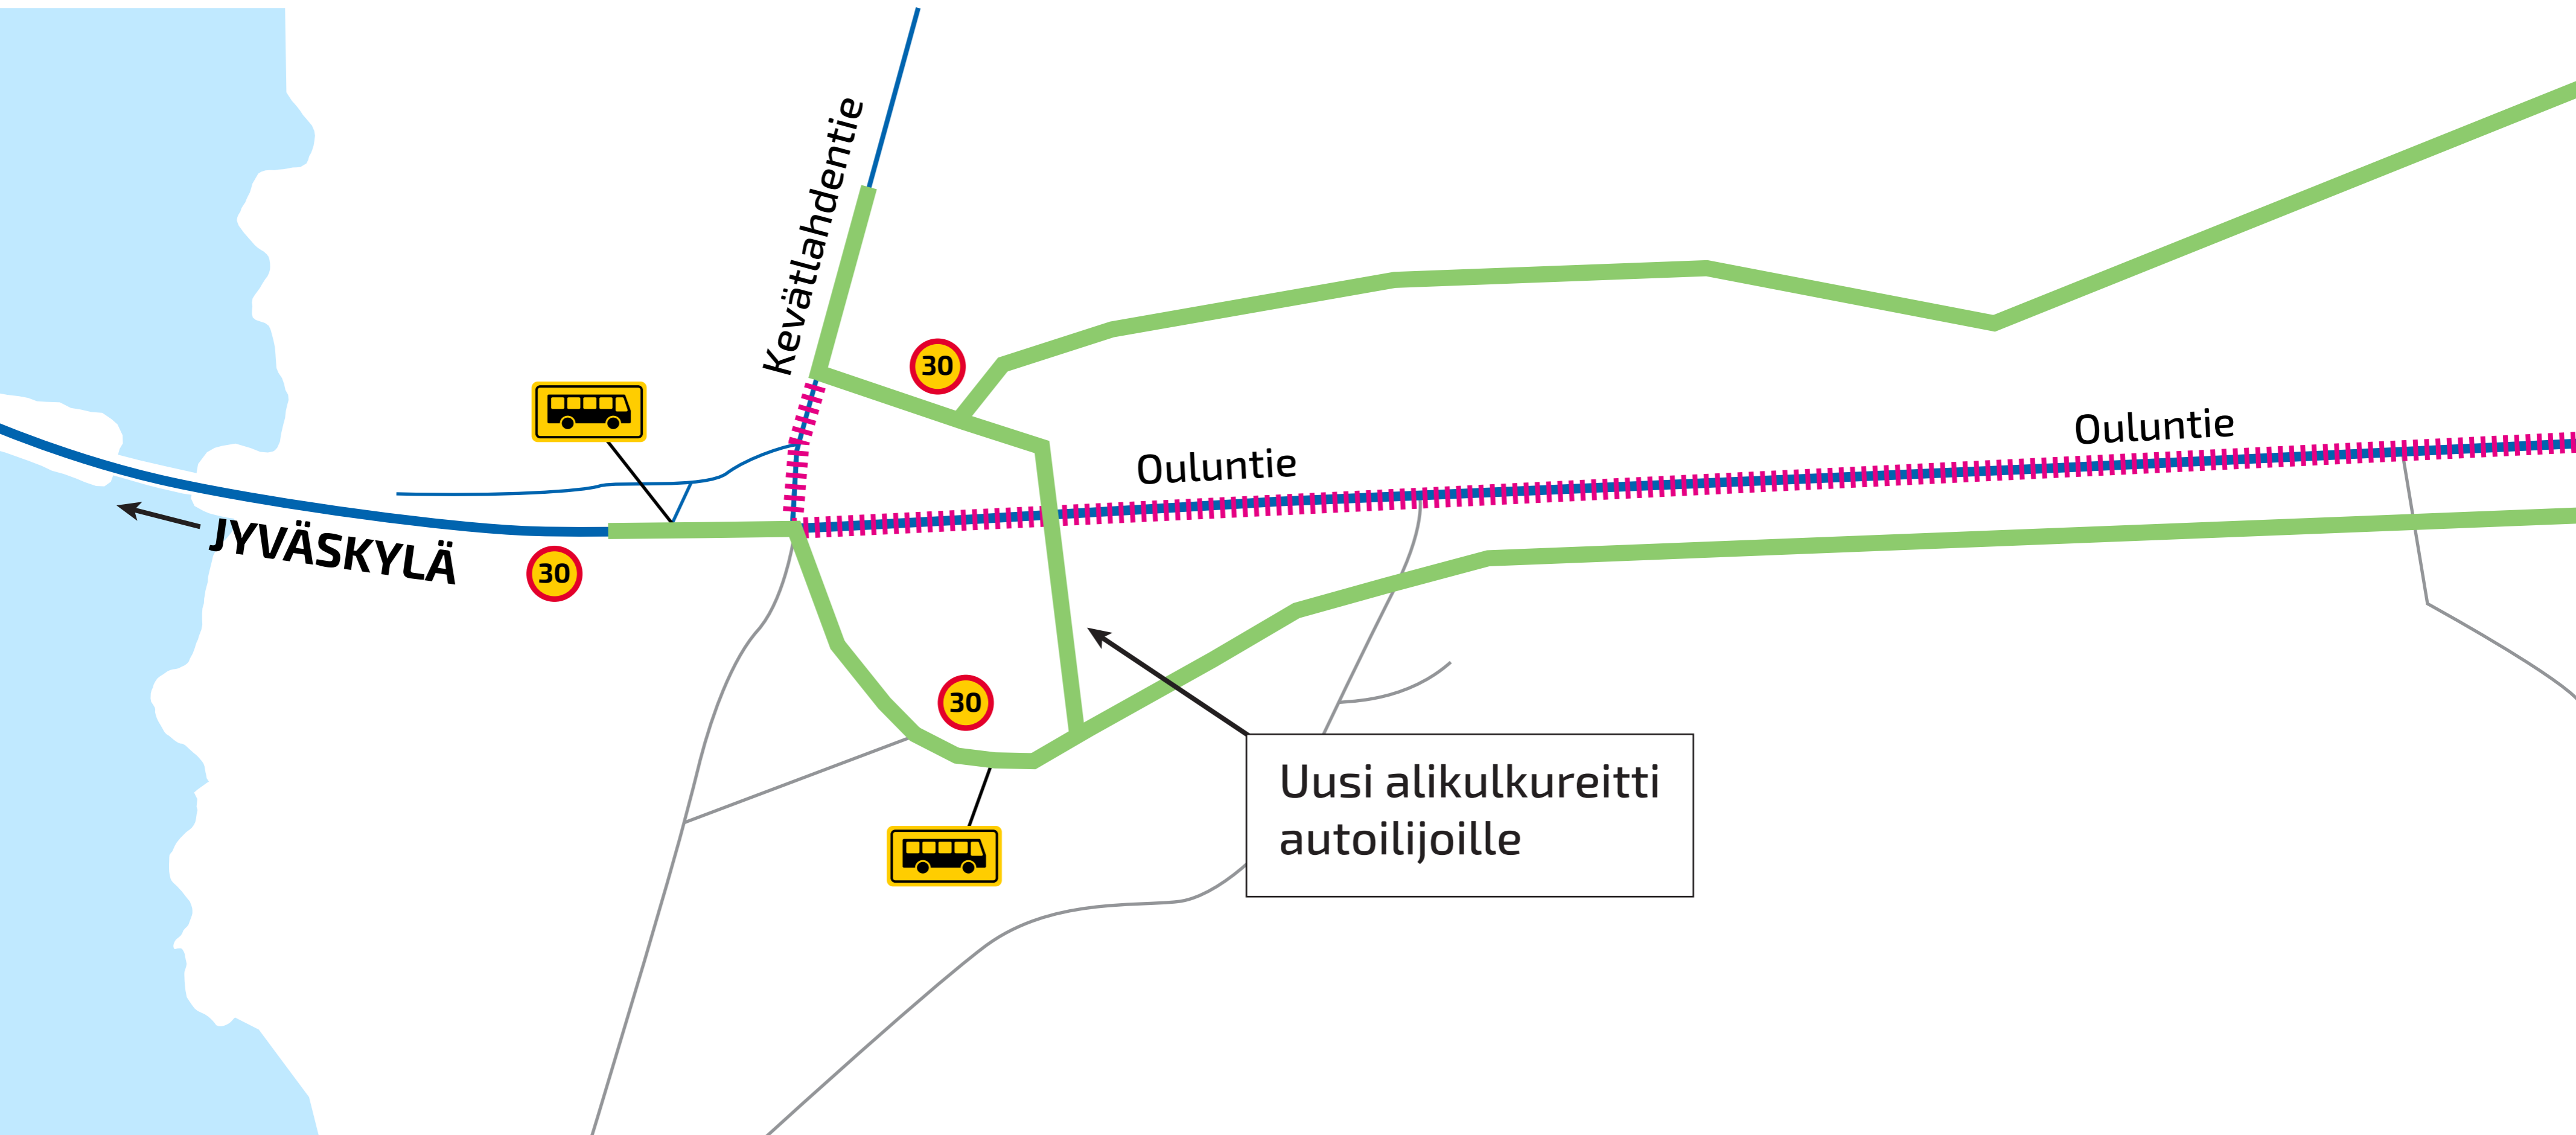 Kevätlahdentie
30
Ouluntie
Ouluntie
JYVÄSKYLÄ
30
30
Uusi alikulkureitti
autoilijoille